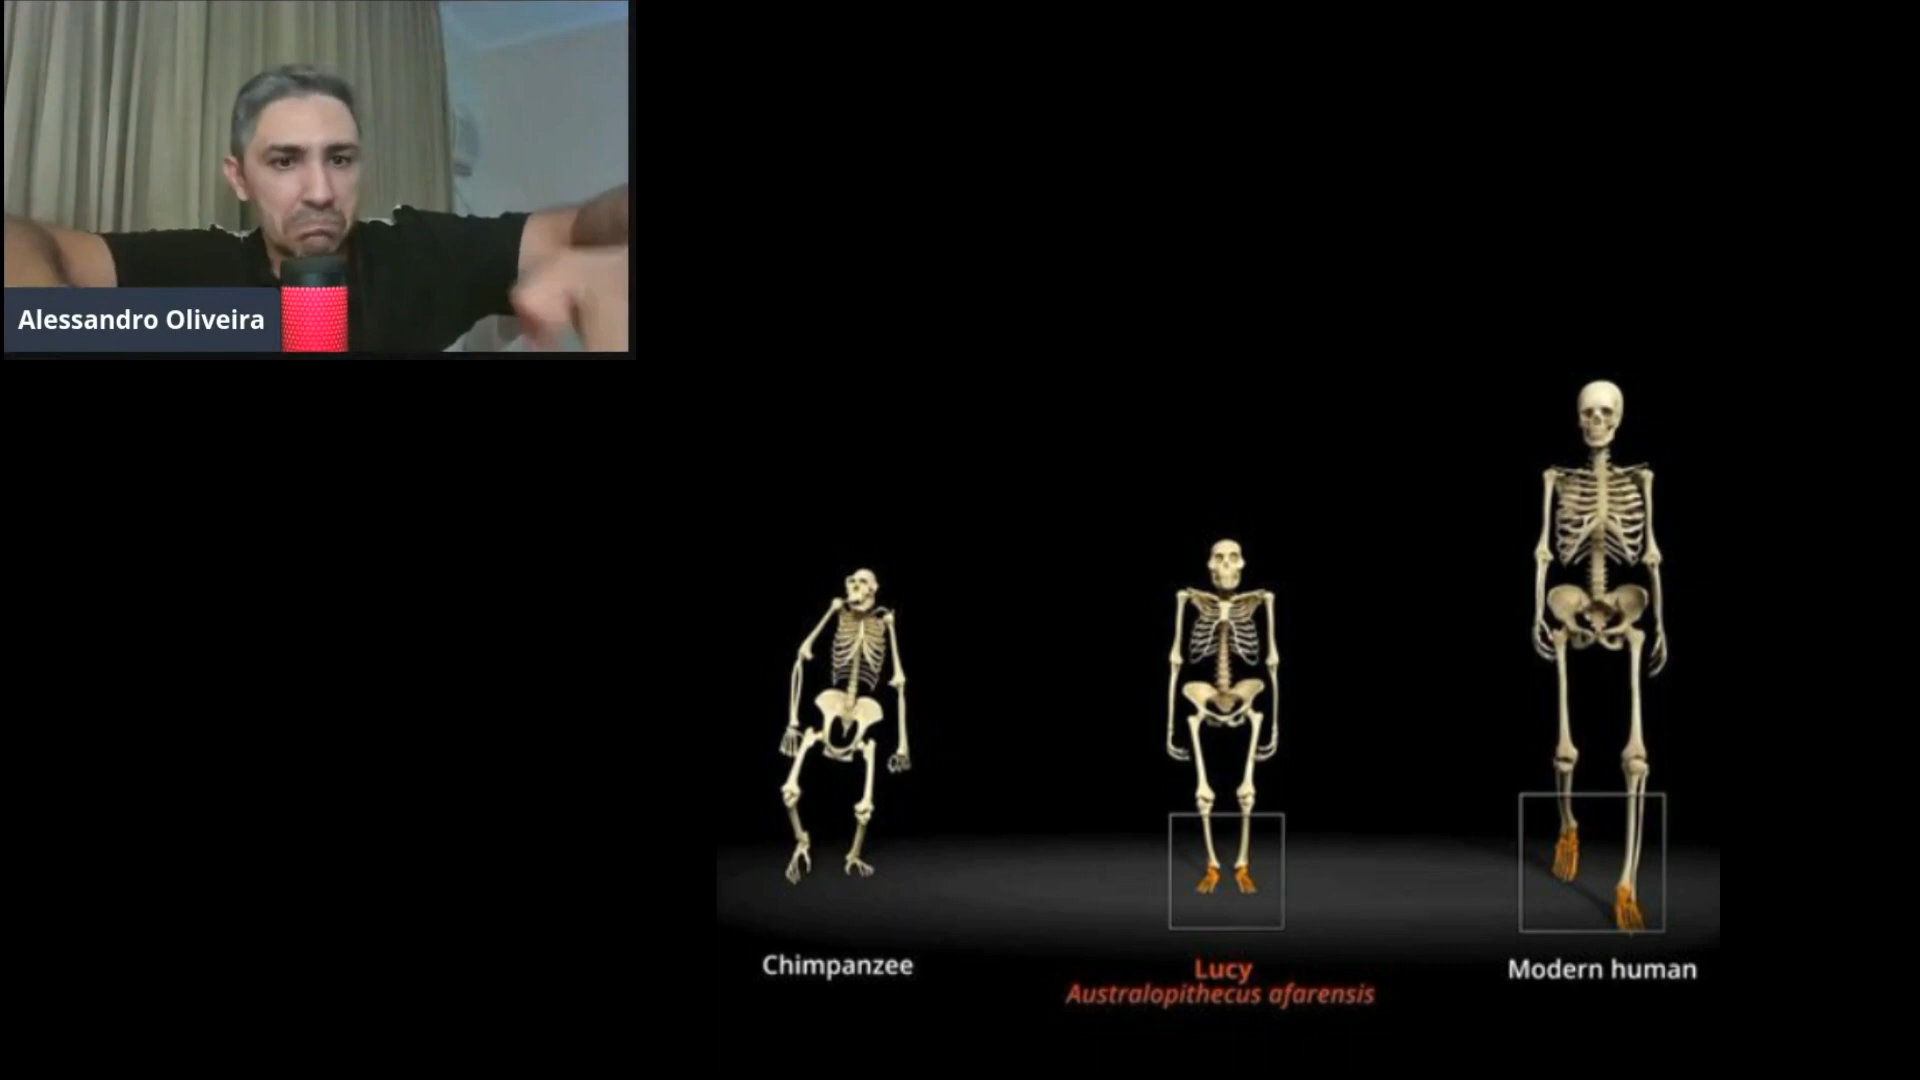 Alessandro Oliveira
Chimpanzee
Lucy
Australopithecus afarensis
Modern human